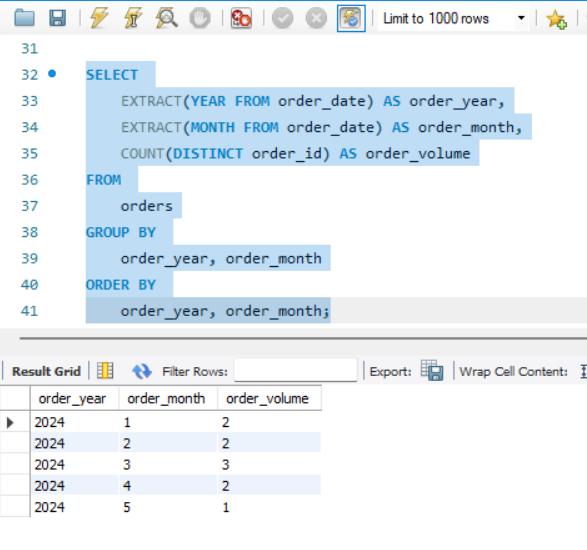 Limit to 1000 rows
31
32 SELECT
33 EXTRACT(YEAR FROM order_date) AS order_year,
34 EXTRACT(MONTH FROM order_date) AS order_month,
35 COUNT(DISTINCT order_id) AS order_volume
36 FROM
37 orders
38 GROUP BY
39 order_year, order_month
40 ORDER BY
41 order_year, order_month;
Result Grid Filter Rows: Export: Wrap Cell Content:
order_year order_month order_volume
2024 1 2
2024 2 2
2024 3 3
2024 4 2
2024 5 1